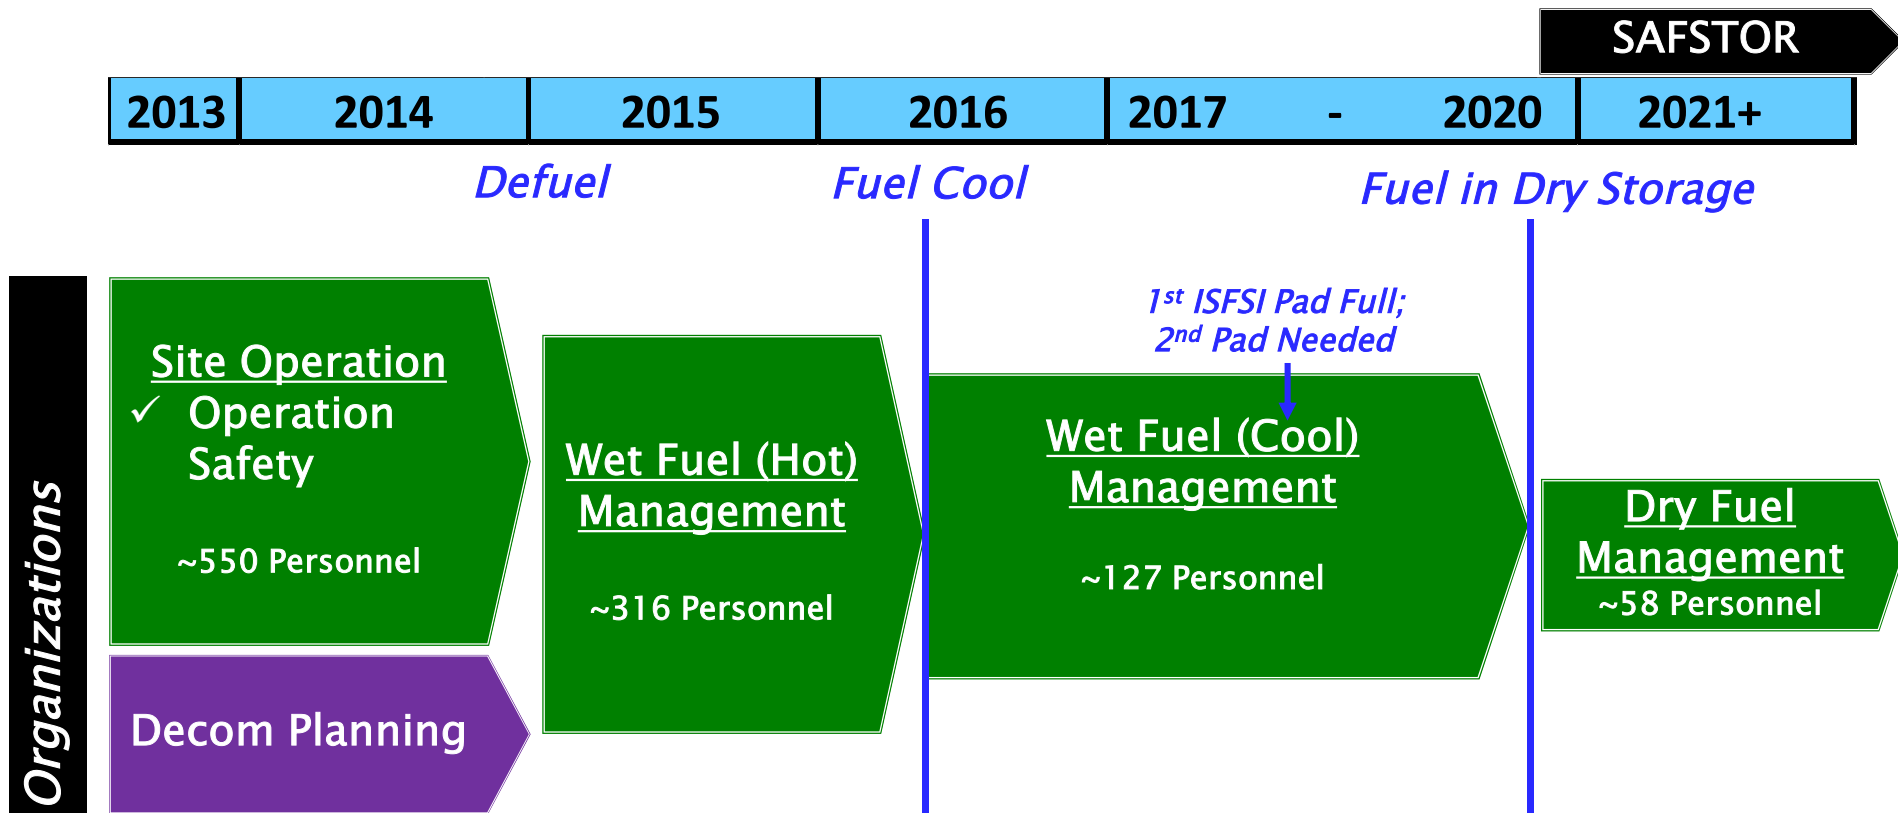 SAFSTOR
2013 2014 2015 2016 2017 - 2020 2021+
Defuel Fuel Cool Fuel in Dry Storage
Organizations
Site Operation
✓ Operation
Safety
~550 Personnel
Decom Planning
Wet Fuel (Hot)
Management
~316 Personnel
1st ISFSI Pad Full;
2nd Pad Needed
Wet Fuel (Cool)
Management
~127 Personnel
Dry Fuel
Management
~58 Personnel